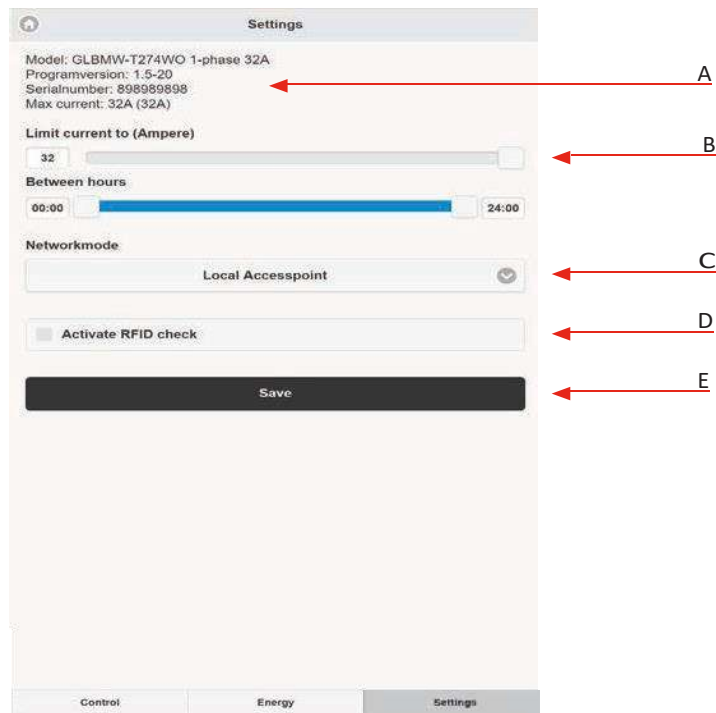 Settings
Model: GLBMW-T274WO 1-phase 32A
Programversion: 1.5-20
Serialnumber: 898989898
Max current: 32A (32A)
A
Limit current to (Ampere)
32
B
Between hours
00:00
24:00
Networkmode
Local Accesspoint
C
Activate RFID check
D
Save
E
Control
Energy
Settings